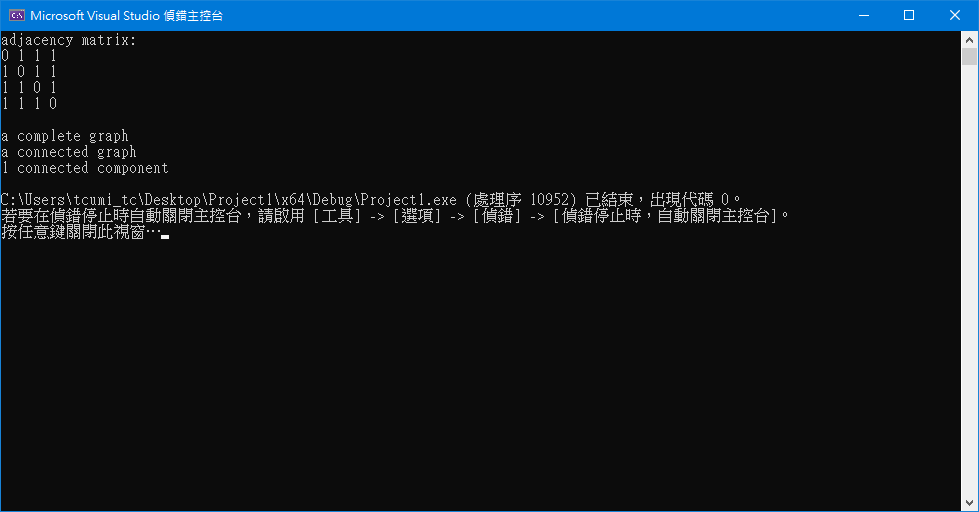 Microsoft Visual Studio 偵錯主控台
adjacency matrix:
0 1 1 1
1 0 1 1
1 1 0 1
1 1 1 0
a complete graph
a connected graph
1 connected component
C:\Users\tcumi_tc\Desktop\Project1\x64\Debug\Project1.exe (處理序 10952) 已結束，出現代碼 0。
若要在偵錯停止時自動關閉主控台，請啟用 [工具] -> [選項] -> [偵錯] -> [偵錯停止時，自動關閉主控台]。
按任意鍵關閉此視窗…